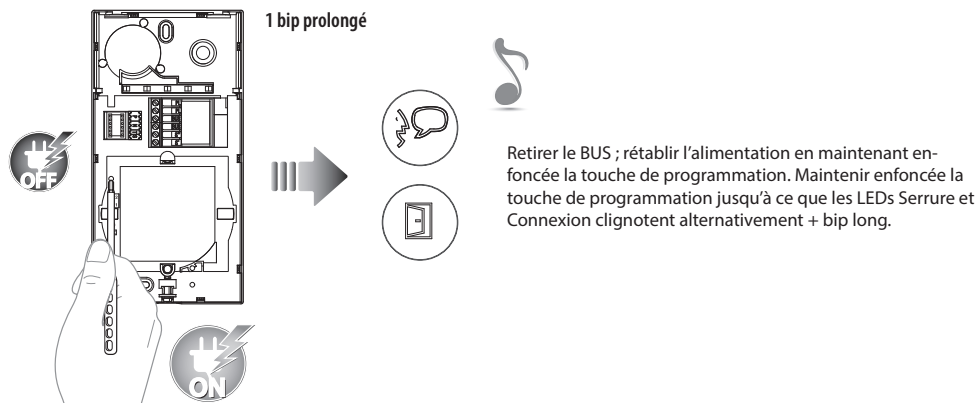 1 bip prolongé
OFF
Retirer le BUS ; rétablir l'alimentation en maintenant en-
foncée la touche de programmation. Maintenir enfoncée la
touche de programmation jusqu'à ce que les LEDs Serrure et
Connexion clignotent alternativement + bip long.
ON